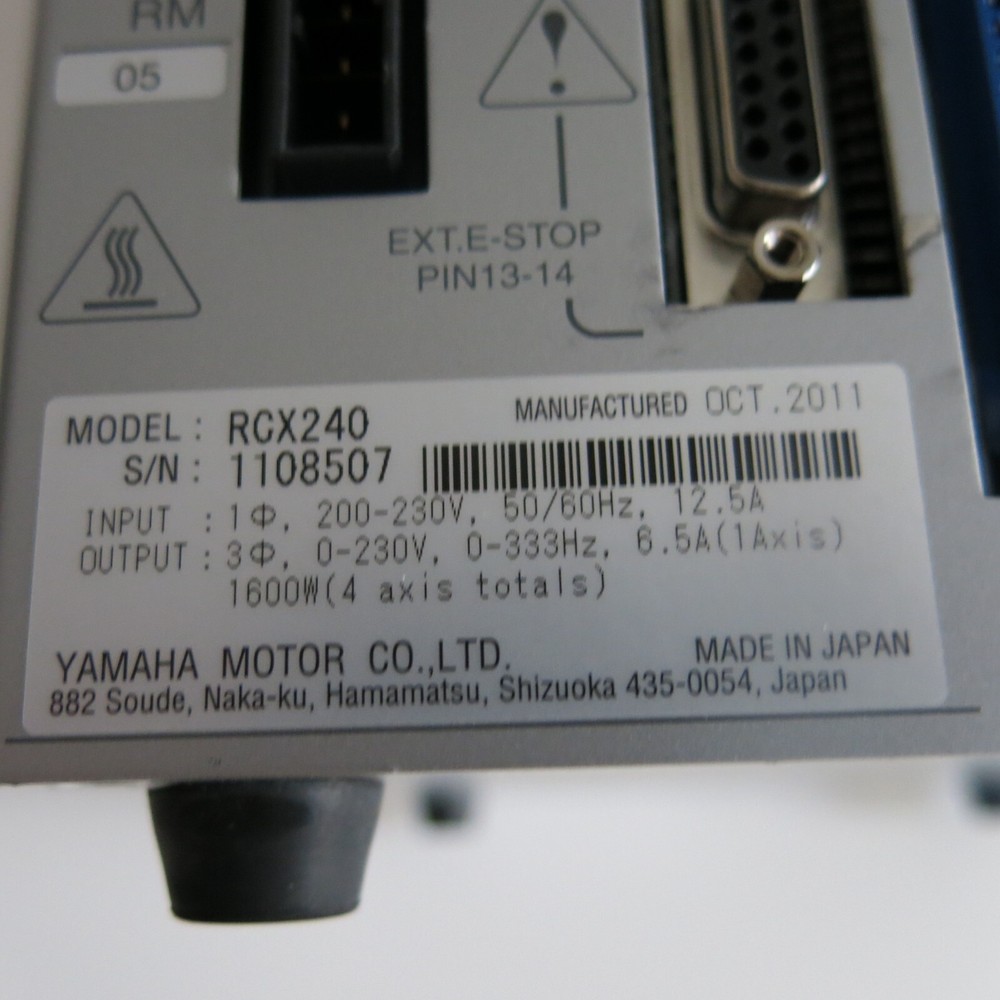 RM
05
EXT.E-STOP
PIN13-14
MODEL : RCX240
MANUFACTURED OCT.2011
S/N : 1108507
INPUT : 1Φ, 200-230V, 50/60Hz, 12.5A
OUTPUT : 3Φ, 0-230V, 0-333Hz, 6.5A(1Axis)
1600W(4 axis totals)
YAMAHA MOTOR CO.,LTD.
MADE IN JAPAN
882 Soude, Naka-ku, Hamamatsu, Shizuoka 435-0054, Japan